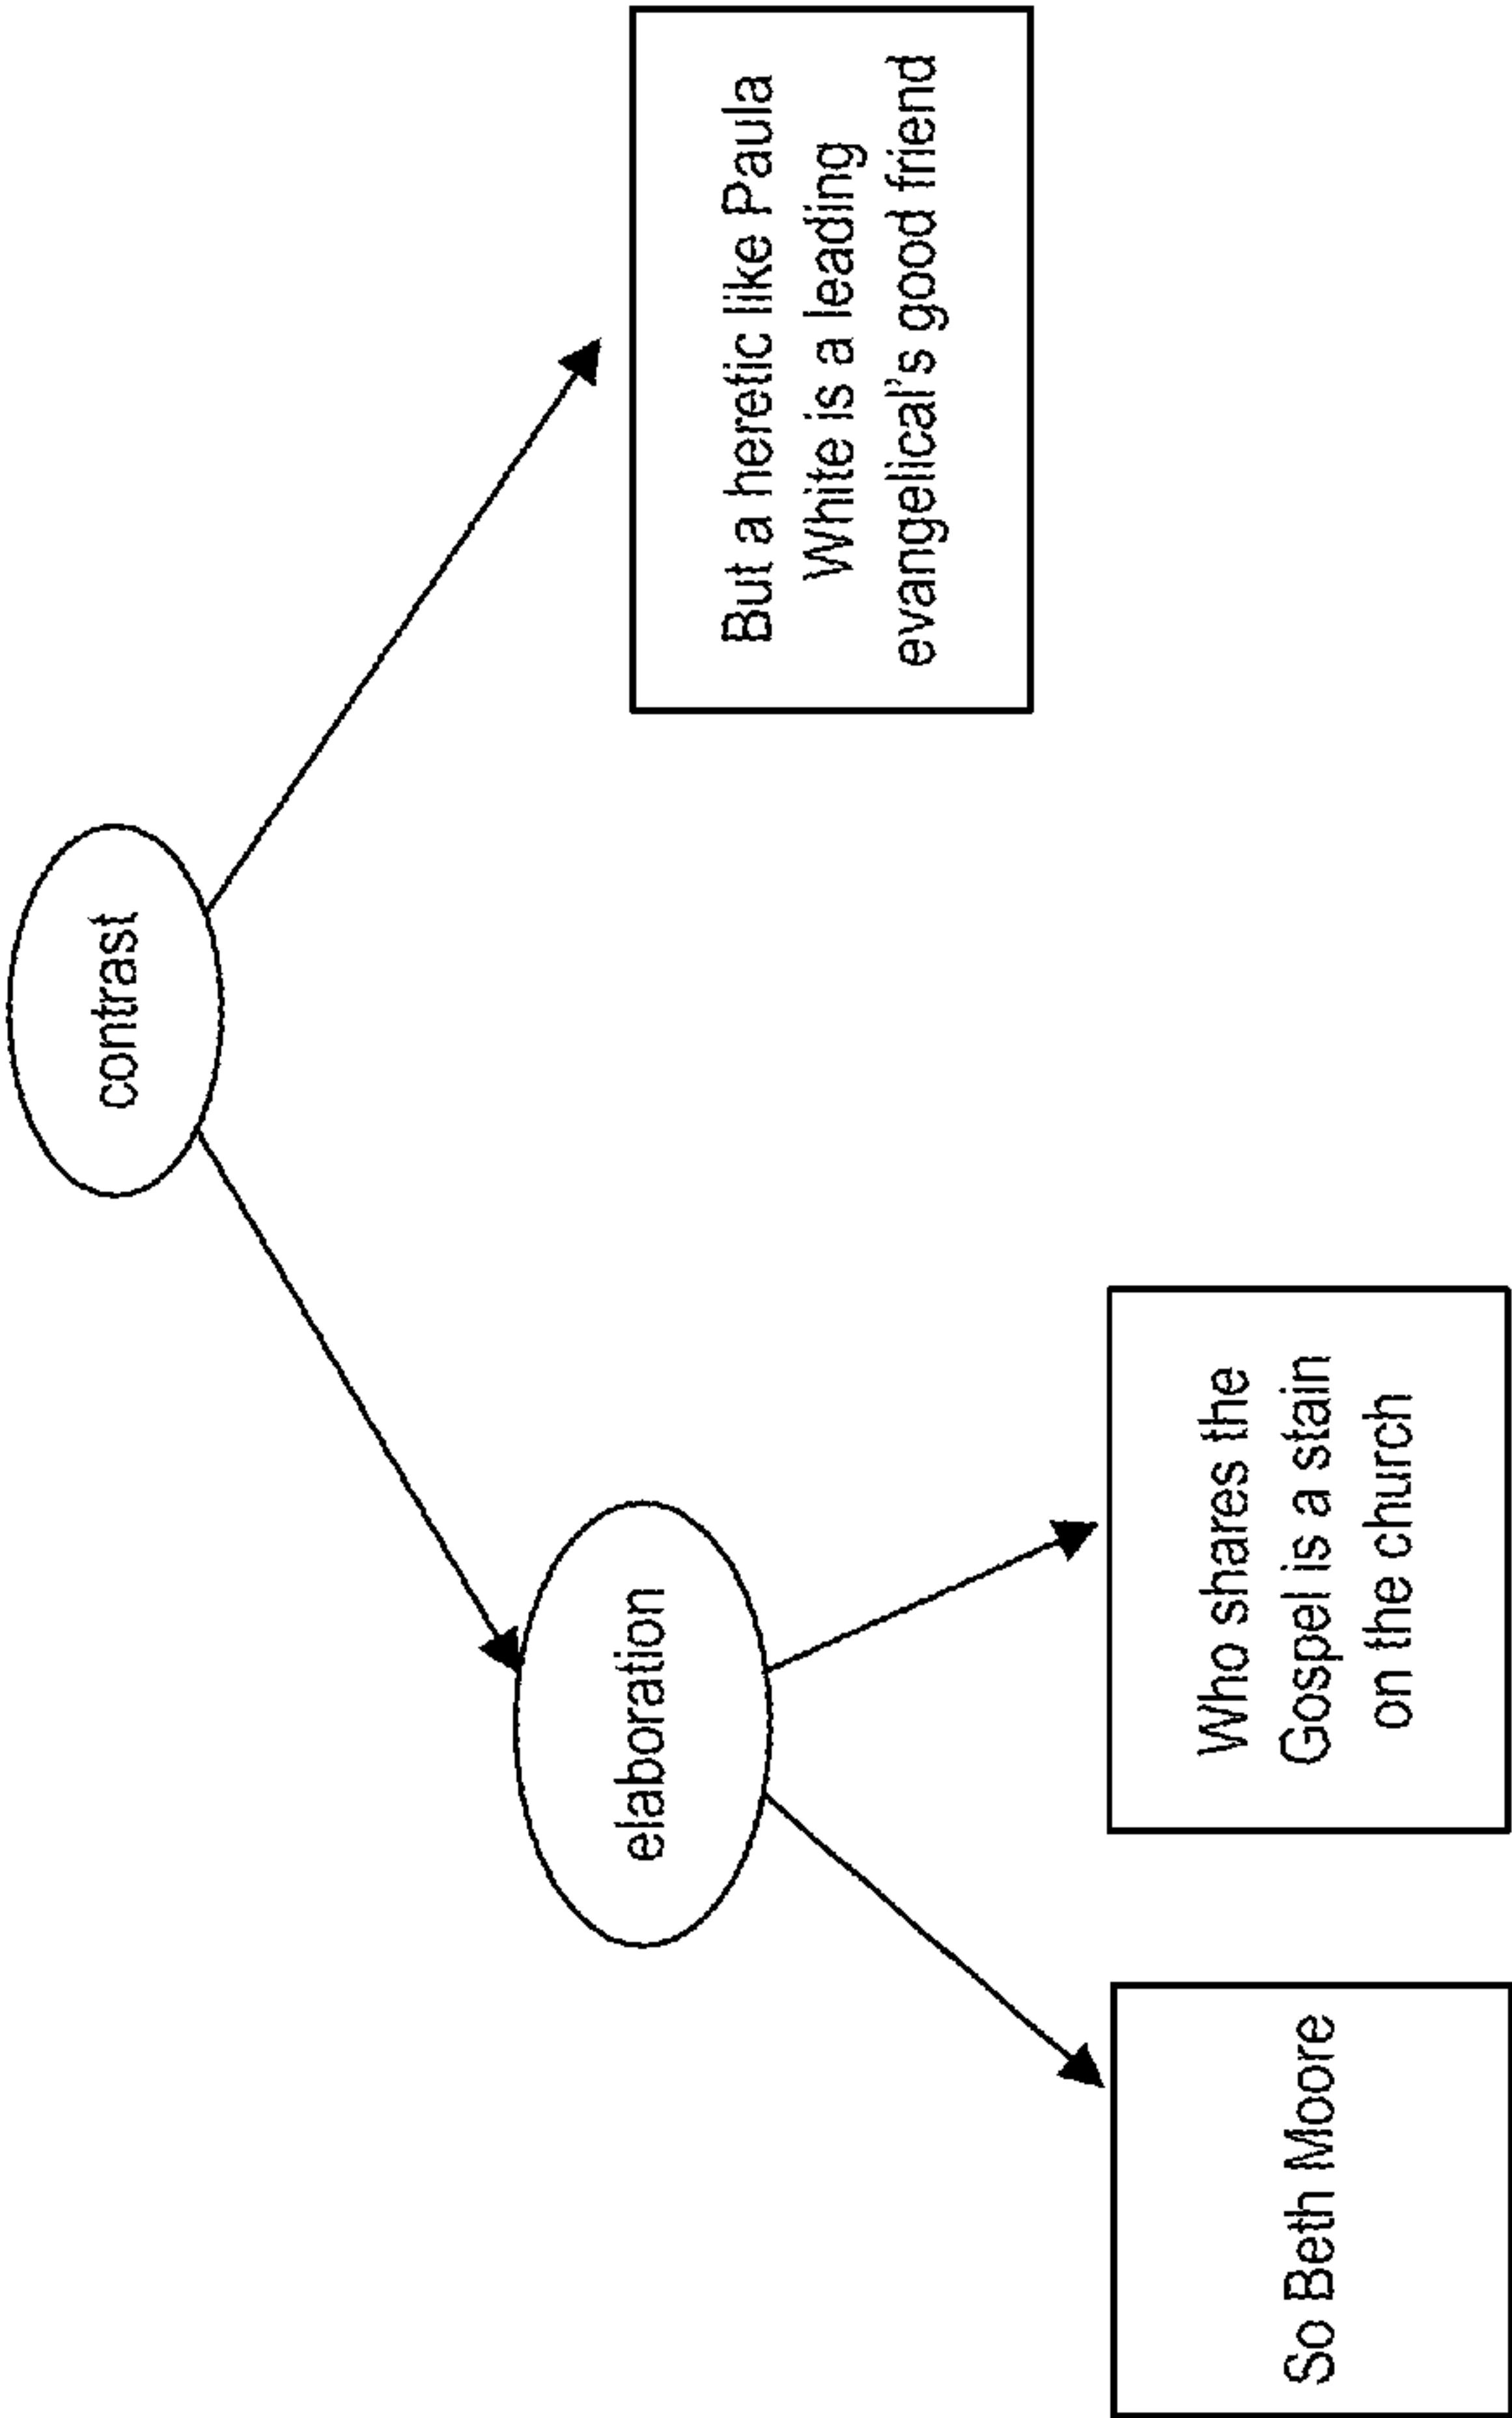 contrast
elaboration
But a heretic like Paula
White is a leading
evangelical's good friend
So Beth Moore
Who shares the
Gospel is a stain
on the church